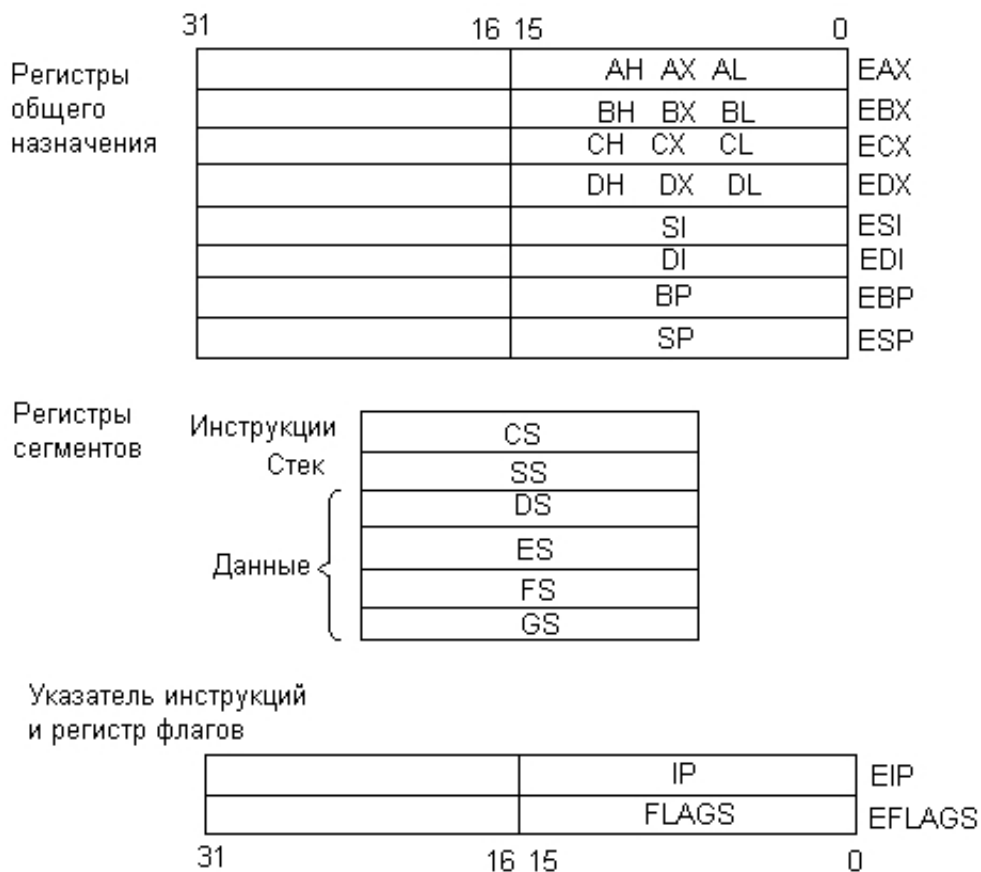 31 16 15 0
Регистры
общего
назначения
AH AX AL EAX
BH BX BL EBX
CH CX CL ECX
DH DX DL EDX
SI ESI
DI EDI
BP EBP
SP ESP
Регистры
сегментов
Инструкции CS
Стек SS
Данные
DS
ES
FS
GS
Указатель инструкций
и регистр флагов
IP EIP
FLAGS EFLAGS
31 16 15 0